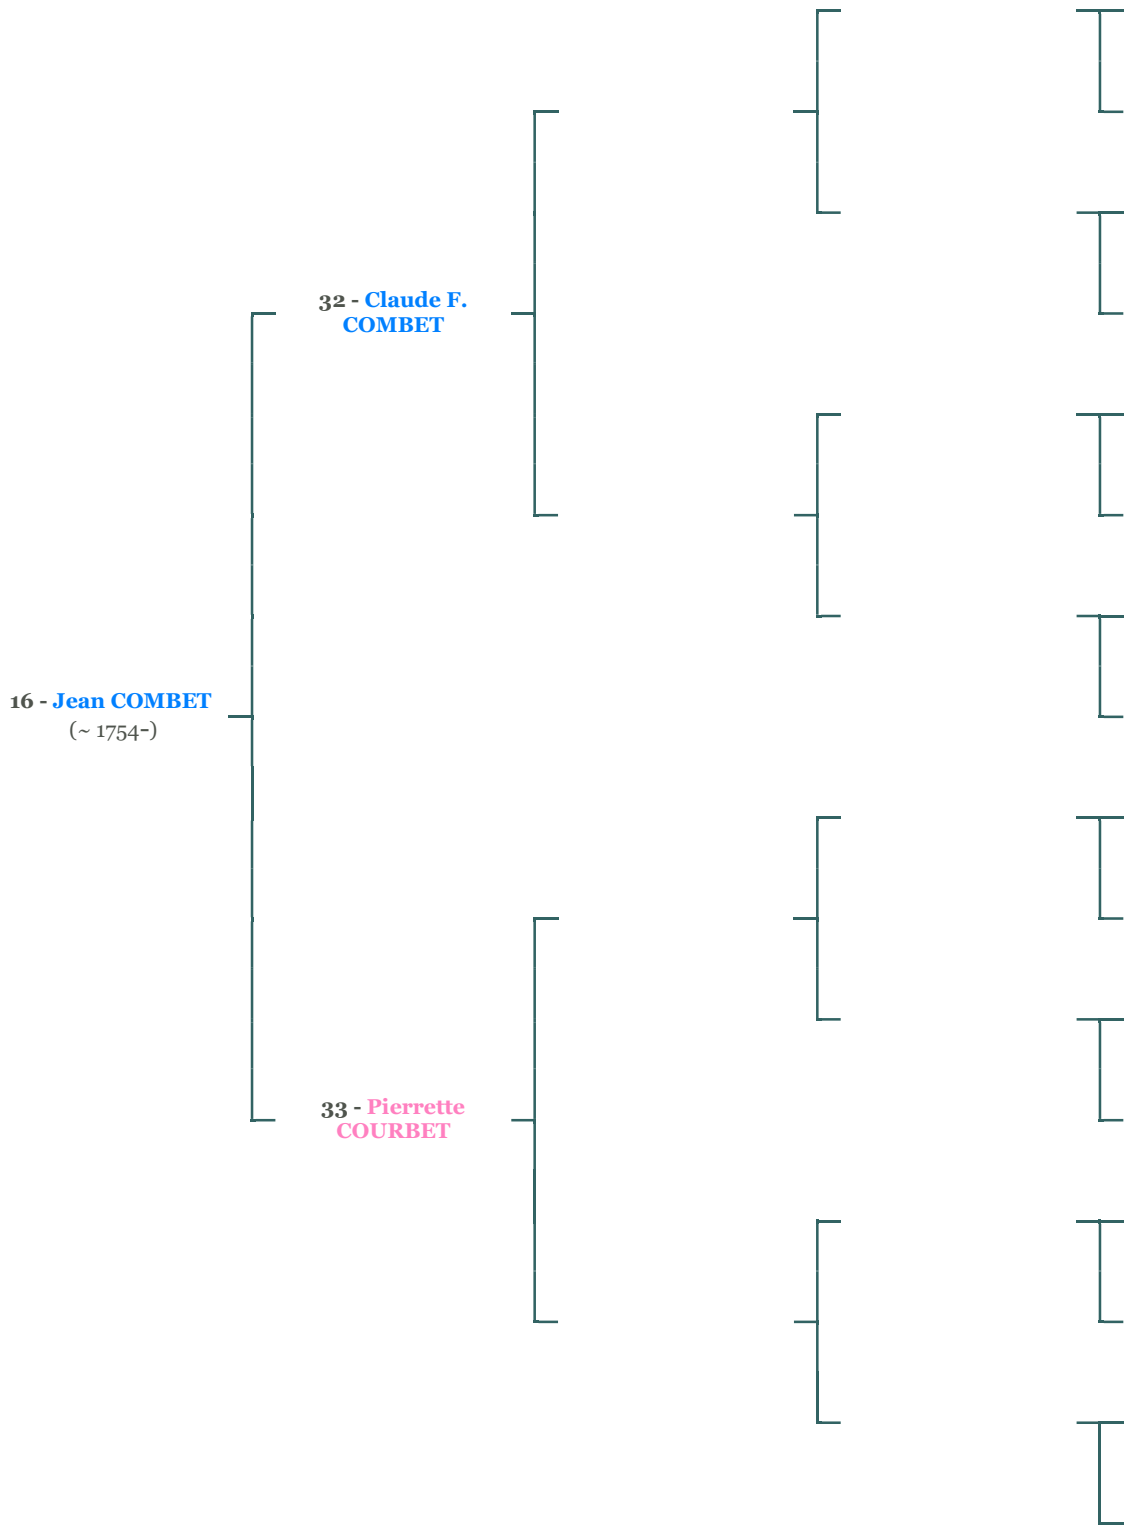 32 - Claude F.
COMBET
16 - Jean COMBET
(~ 1754-)
33 - Pierrette
COURBET